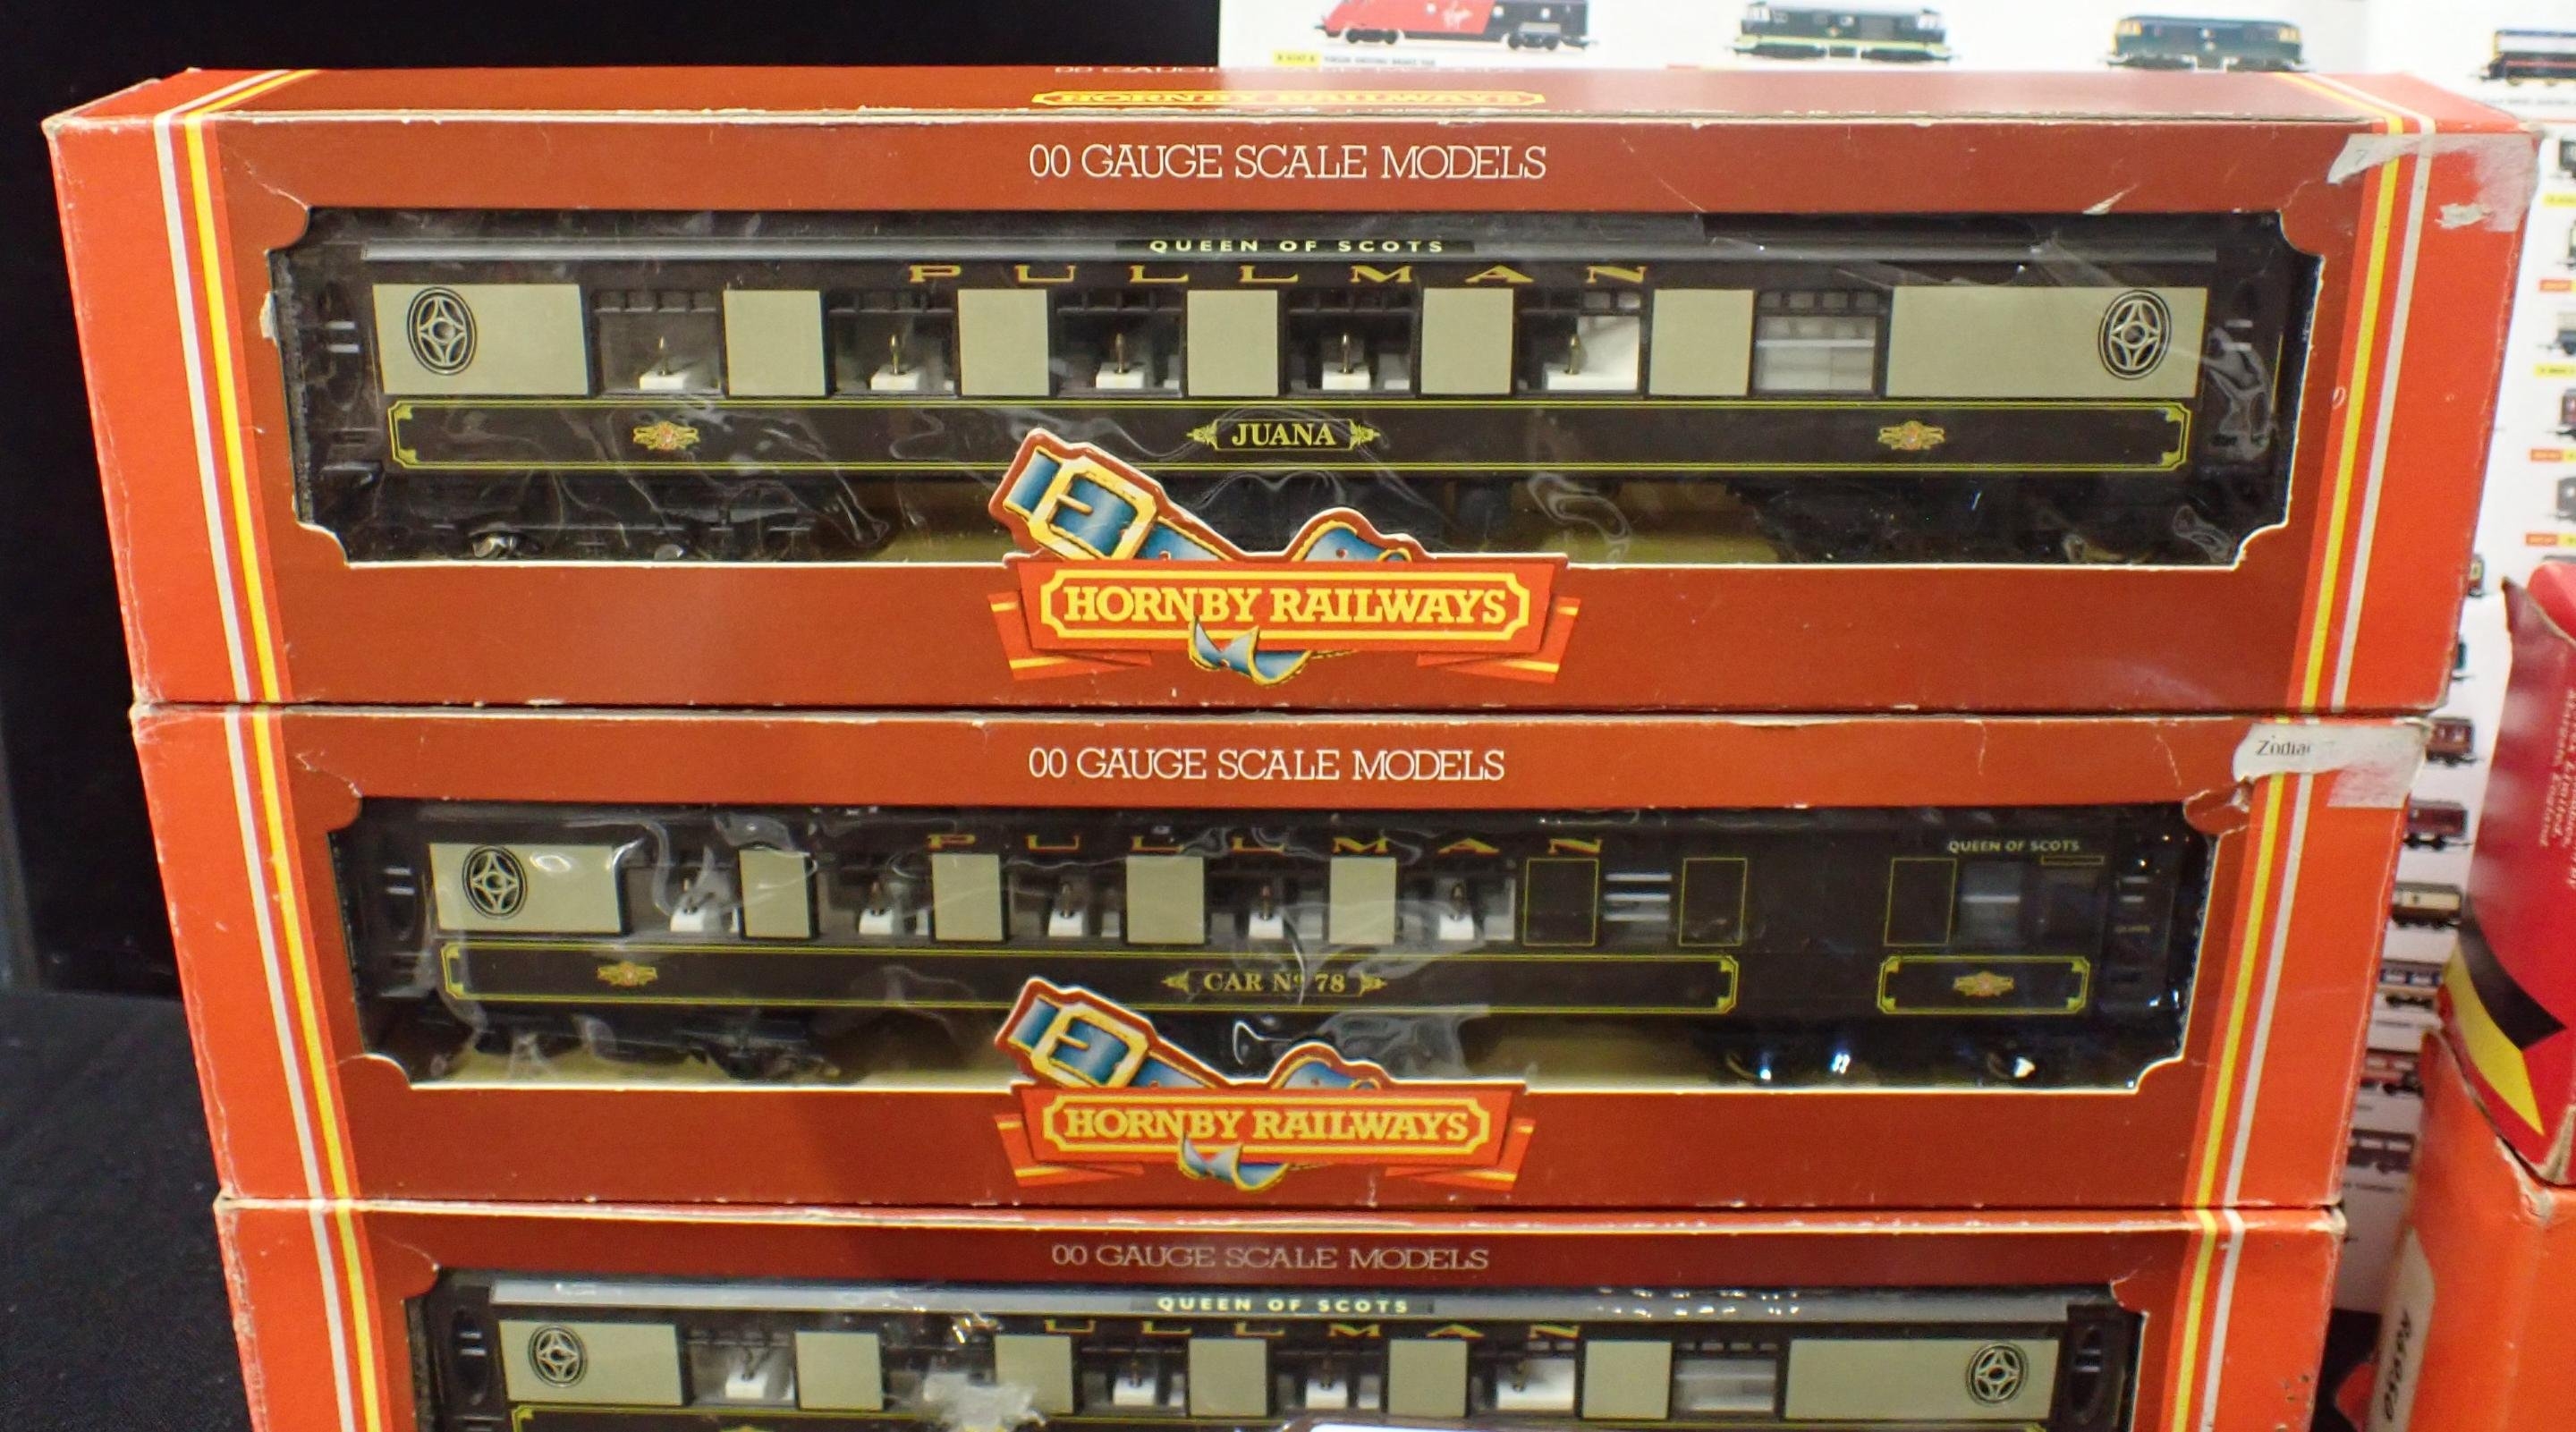 HORNBY RAILWAYS
00 GAUGE SCALE MODELS
QUEEN OF SCOTS
PULLMAN
JUANA
HORNBY RAILWAYS
00 GAUGE SCALE MODELS
Zodiac
PULLMAN
QUEEN OF SCOTS
CAR Nº 78
HORNBY RAILWAYS
00 GAUGE SCALE MODELS
QUEEN OF SCOTS
ULLMAN